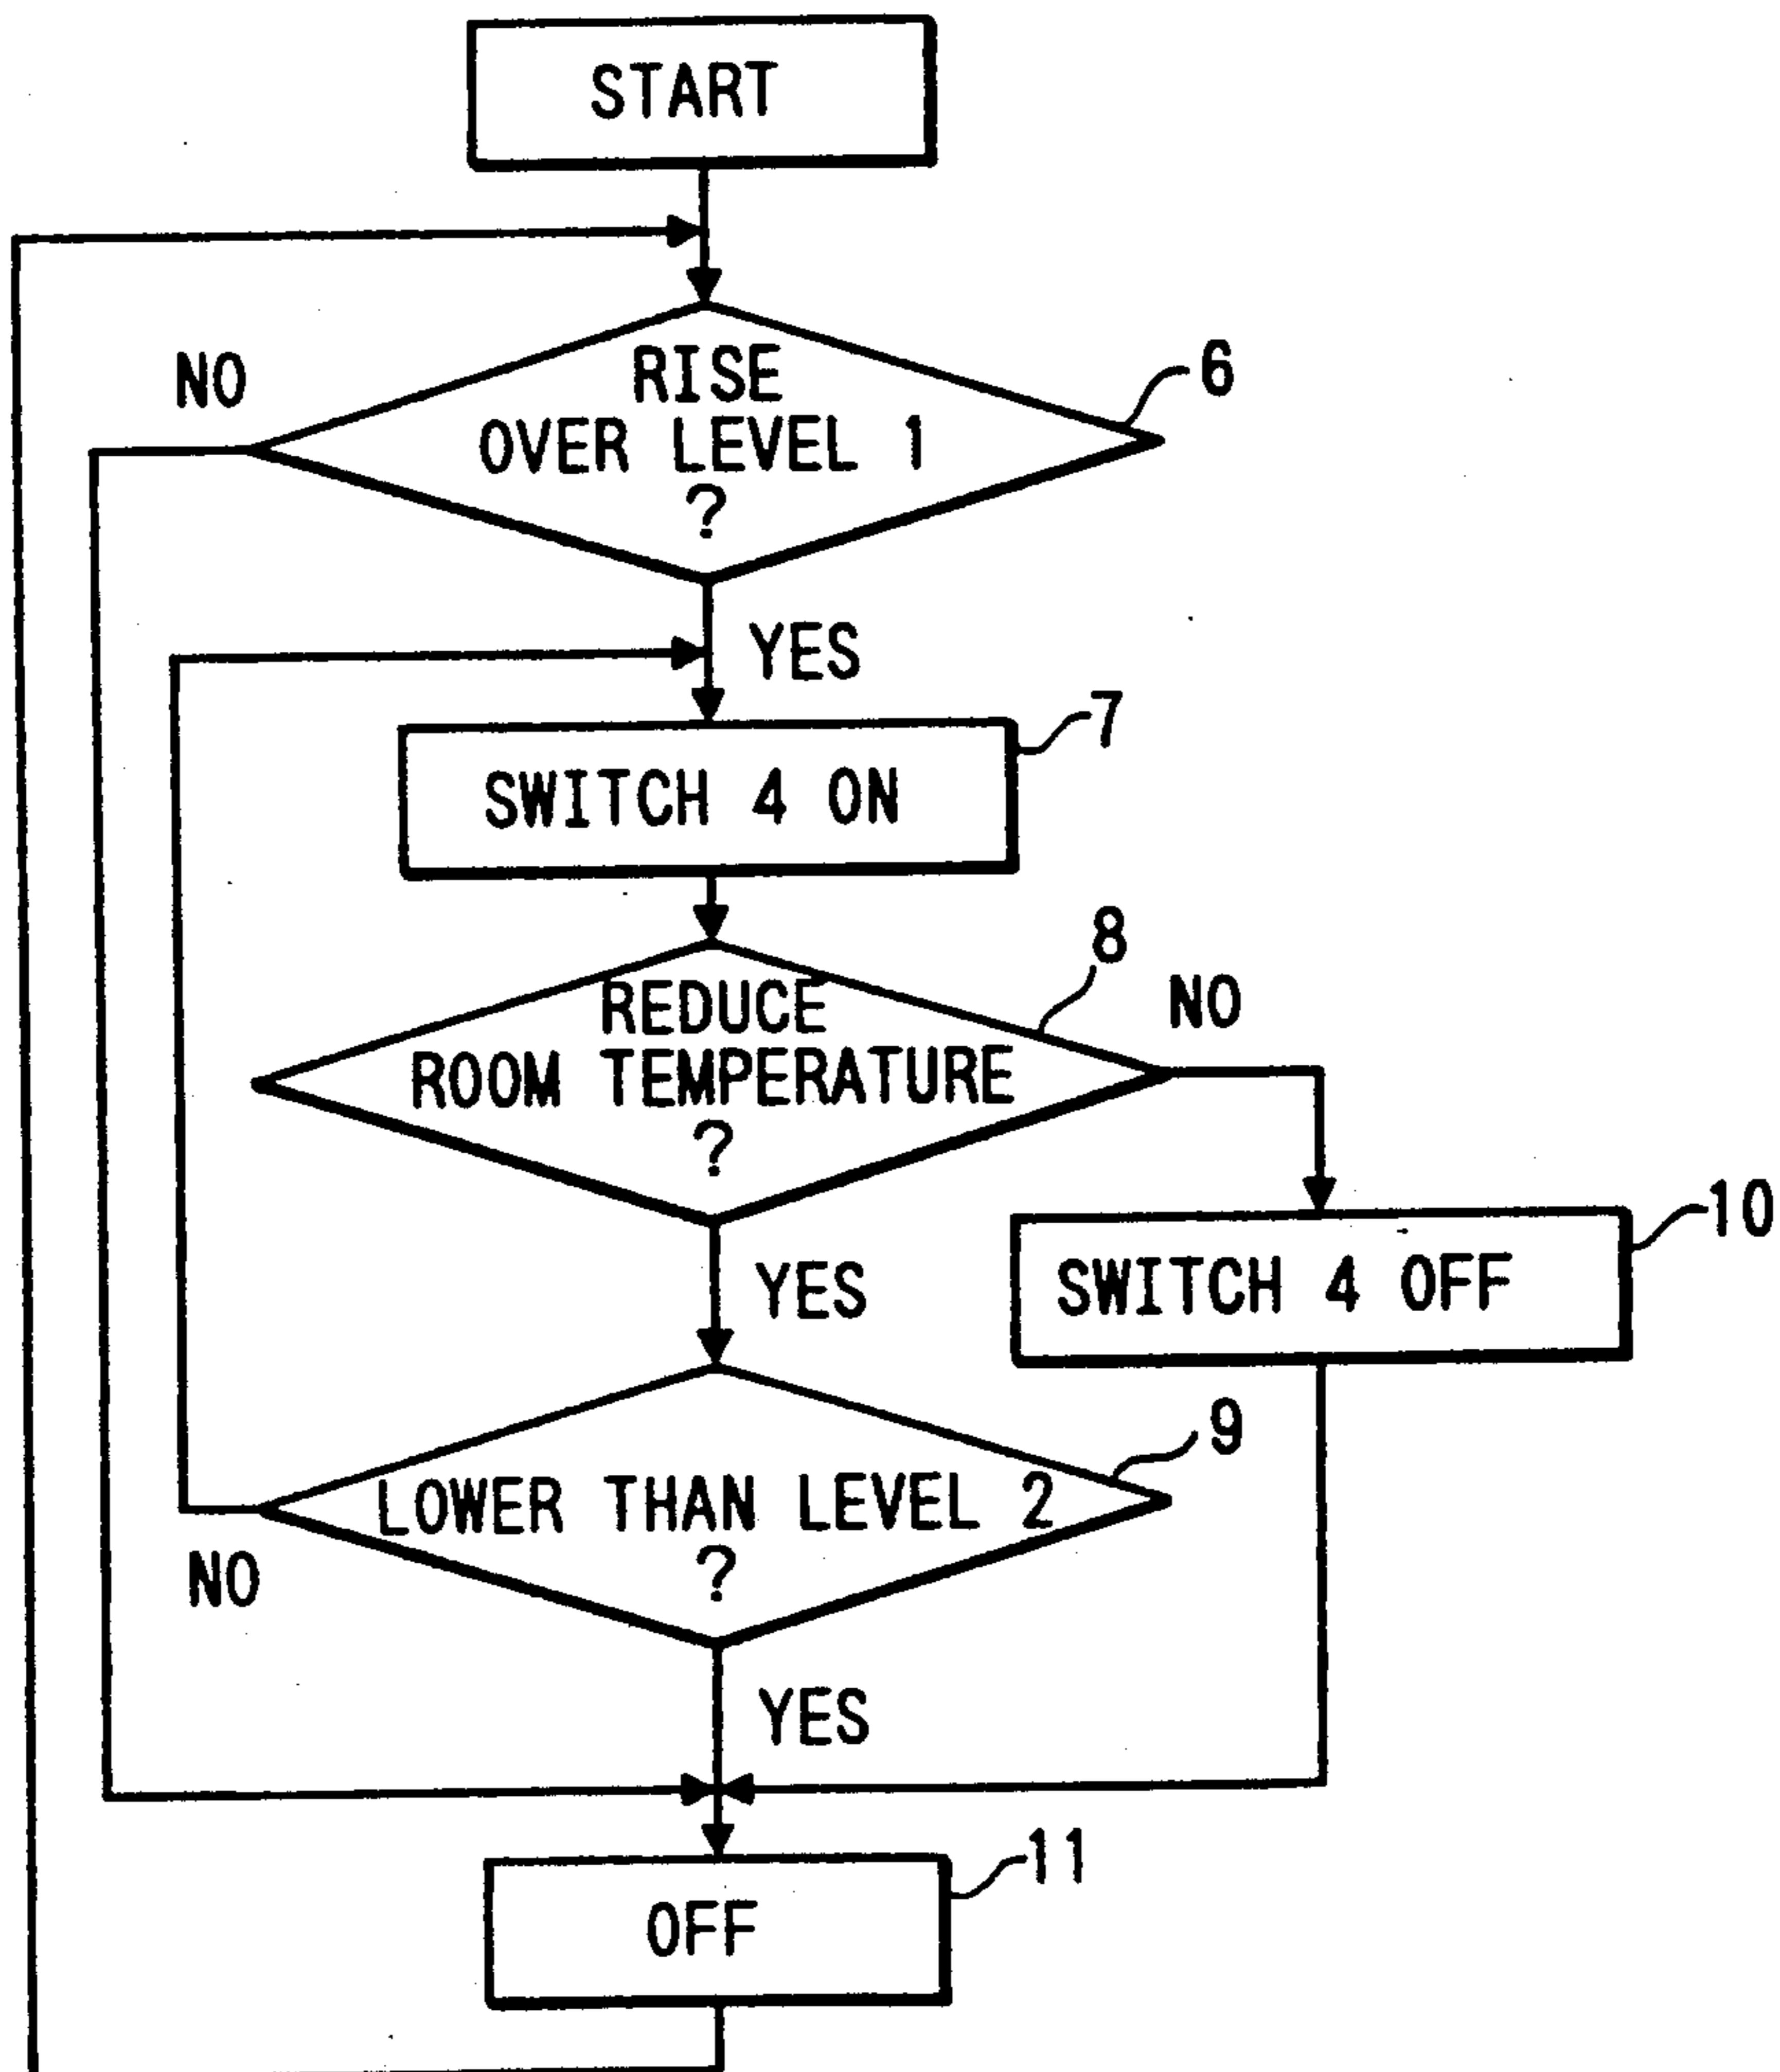 START
NO
RISE
OVER LEVEL 1
?
6
YES
7
SWITCH 4 ON
8
REDUCE
ROOM TEMPERATURE
?
NO
10
YES
SWITCH 4 OFF
9
LOWER THAN LEVEL 2
?
NO
YES
11
OFF